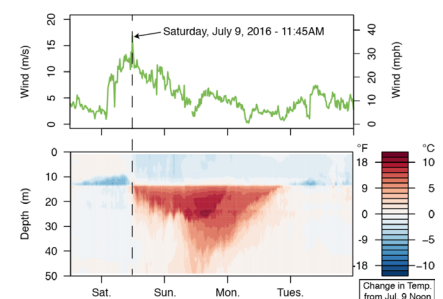 Saturday, July 9, 2016 - 11:45AM
Wind (m/s)
20
15
10
5
0
Wind (mph)
40
30
20
10
0
Depth (m)
0
10
20
30
40
50
Sat.
Sun.
Mon.
Tues.
°F
°C
18
9
0
-9
-18
10
5
0
-5
-10
Change in Temp.
from Jul. 9 Noon